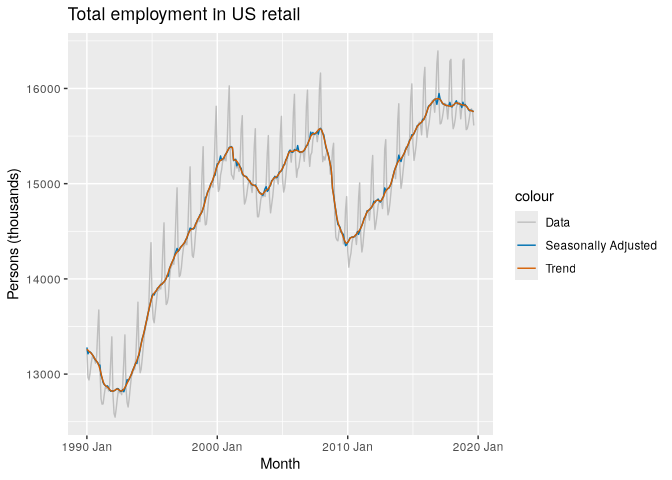 Total employment in US retail
Persons (thousands)
16000
15000
14000
13000
1990 Jan
2000 Jan
2010 Jan
2020 Jan
Month
colour
Data
Seasonally Adjusted
Trend